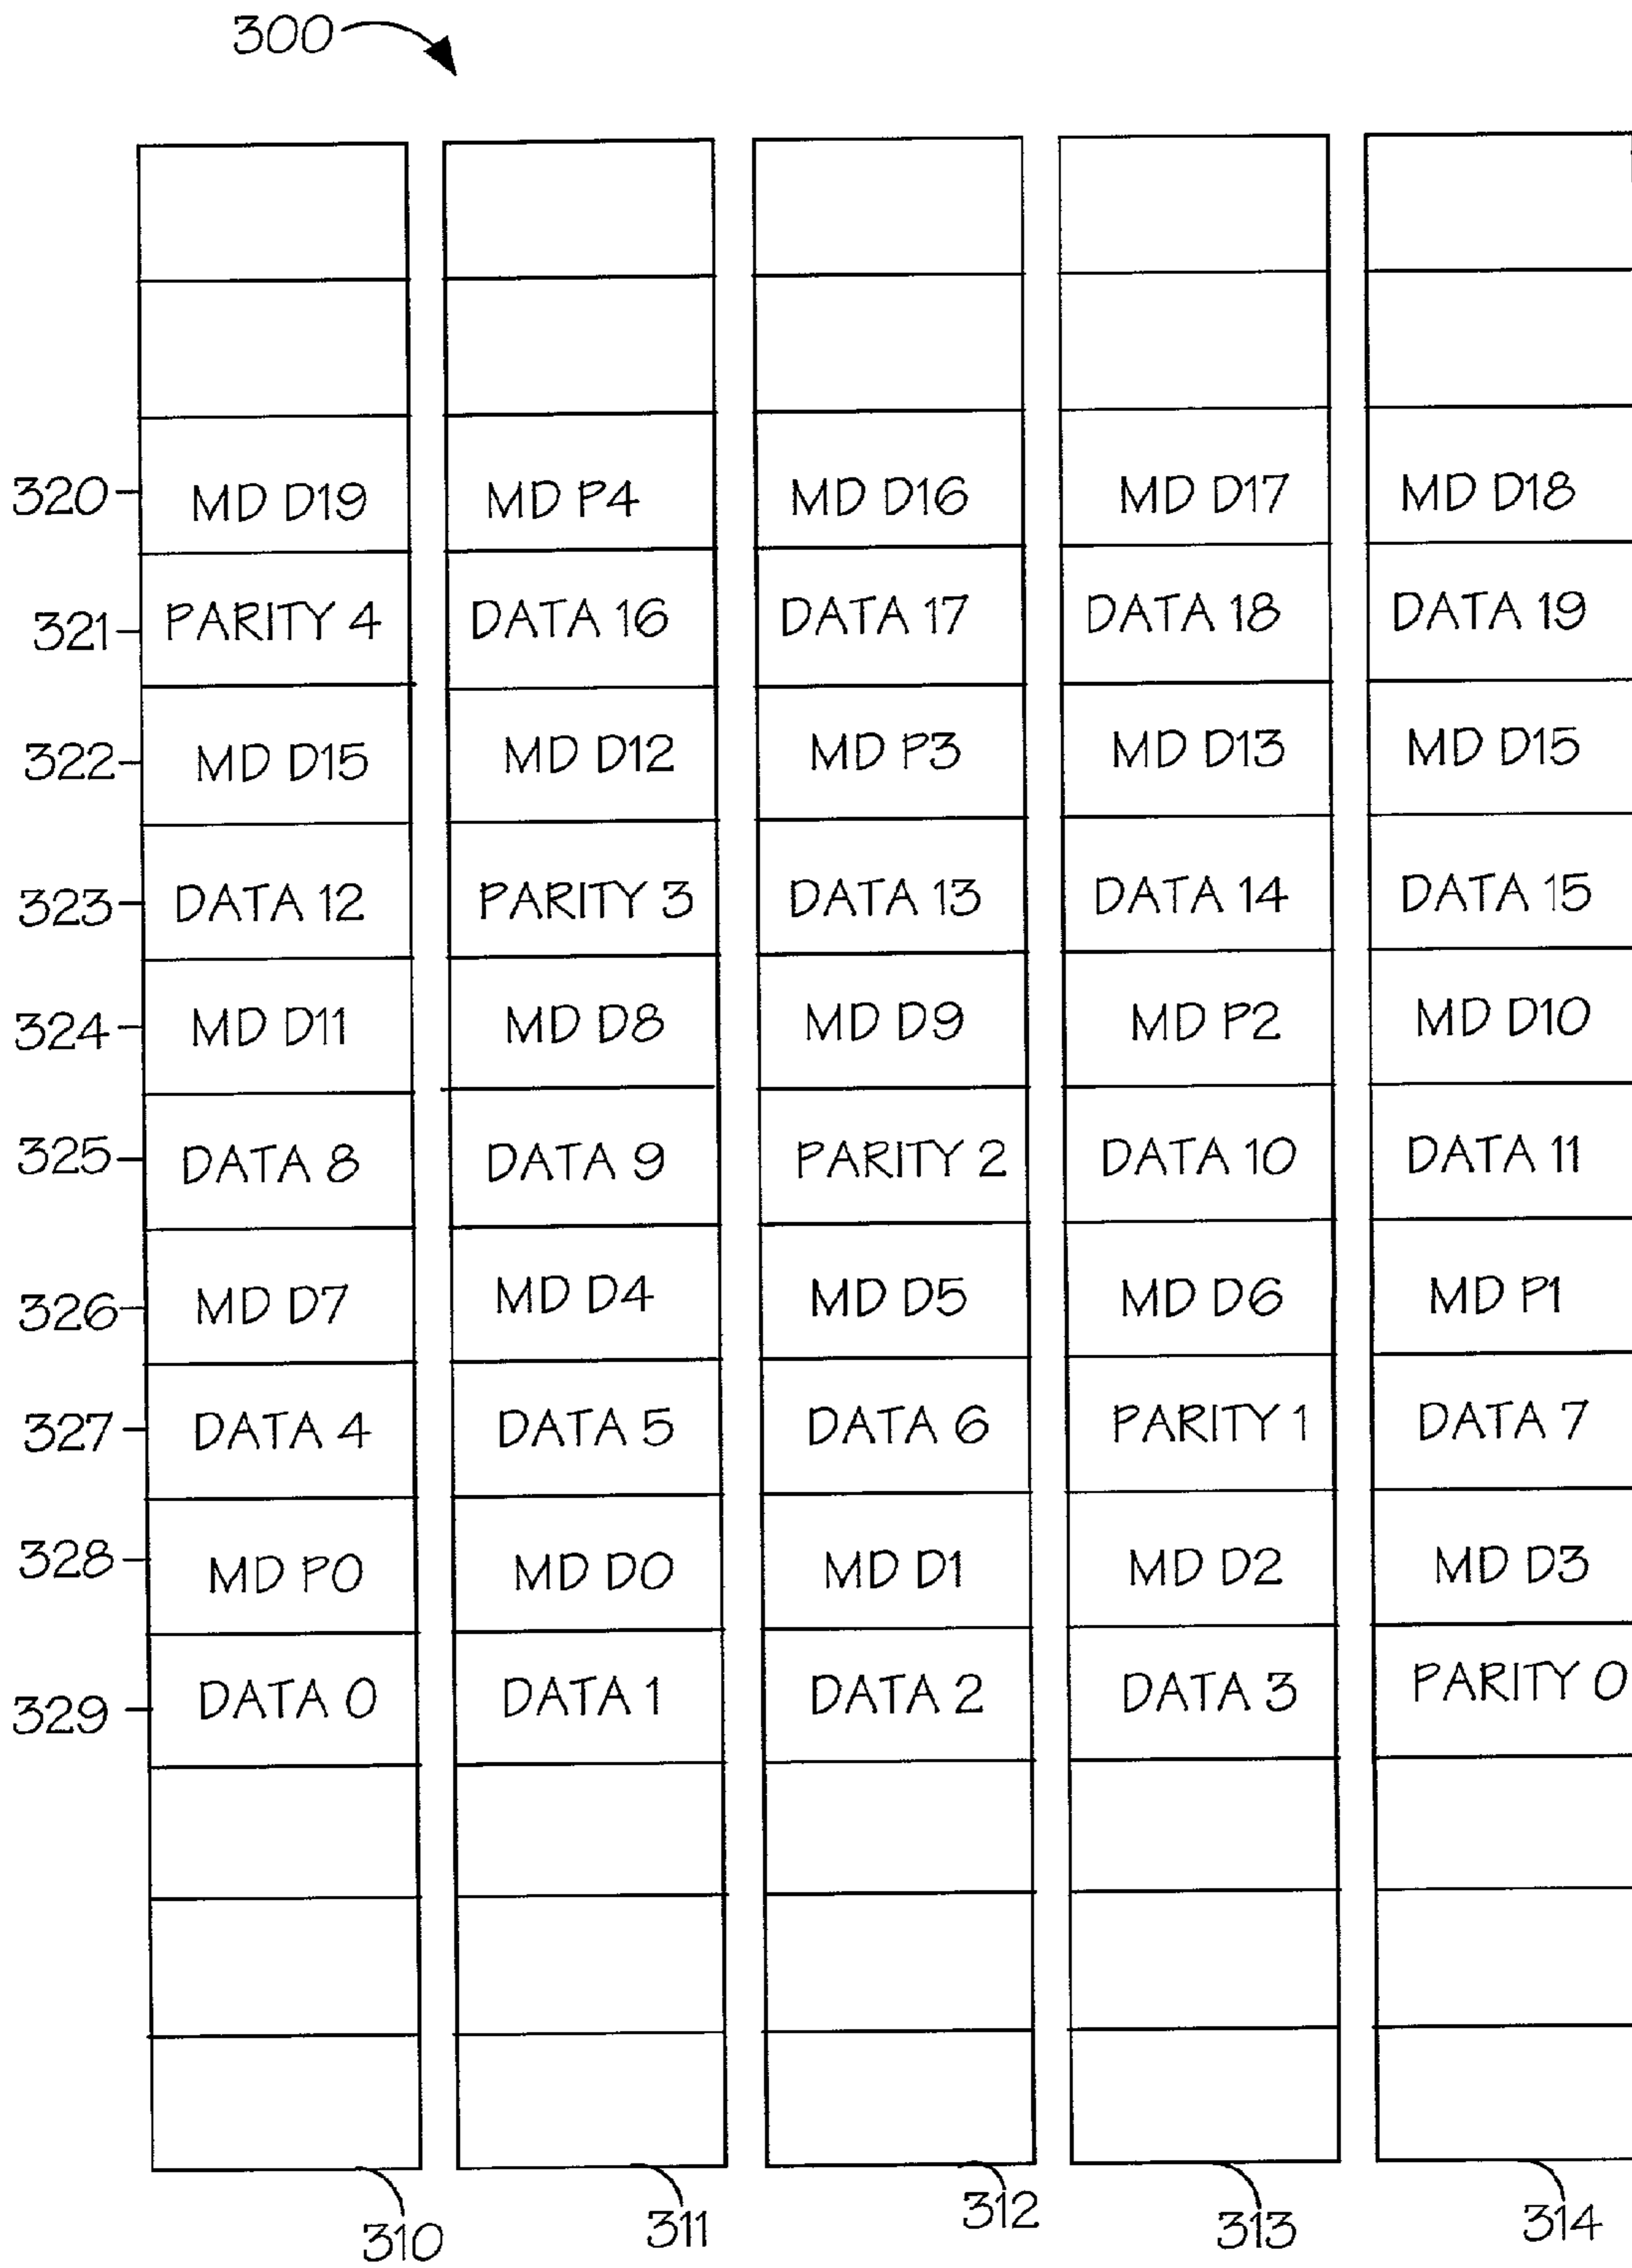 300
320 MD D19 MD P4 MD D16 MD D17 MD D18
321 PARITY 4 DATA 16 DATA 17 DATA 18 DATA 19
322 MD D15 MD D12 MD P3 MD D13 MD D15
323 DATA 12 PARITY 3 DATA 13 DATA 14 DATA 15
324 MD D11 MD D8 MD D9 MD P2 MD D10
325 DATA 8 DATA 9 PARITY 2 DATA 10 DATA 11
326 MD D7 MD D4 MD D5 MD D6 MD P1
327 DATA 4 DATA 5 DATA 6 PARITY 1 DATA 7
328 MD P0 MD D0 MD D1 MD D2 MD D3
329 DATA 0 DATA 1 DATA 2 DATA 3 PARITY 0
310 311 312 313 314